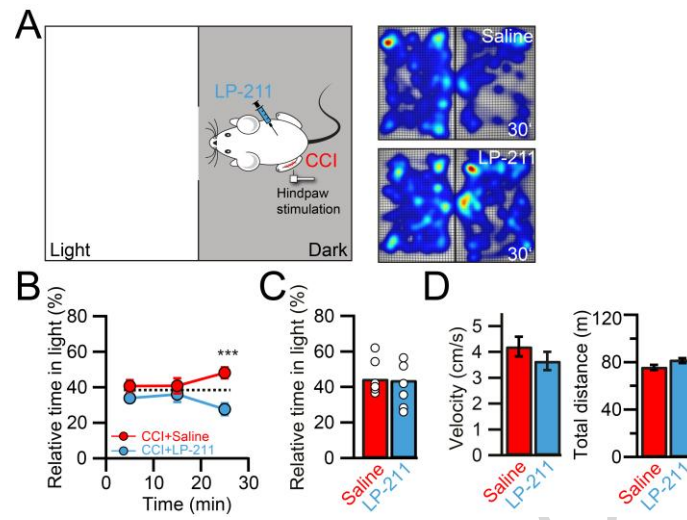 A
LP-211
CCI
Hindpaw
stimulation
Light
Dark
Saline
30‘
LP-211
30‘
B
Relative time in light (%)
80
60
40
20
0
***
CCI+Saline
CCI+LP-211
0
10
20
30
Time (min)
C
Relative time in light (%)
80
60
40
20
0
Saline
LP-211
D
Velocity (cm/s)
5
4
3
2
1
0
Saline
LP-211
Total distance (m)
120
80
40
0
Saline
LP-211